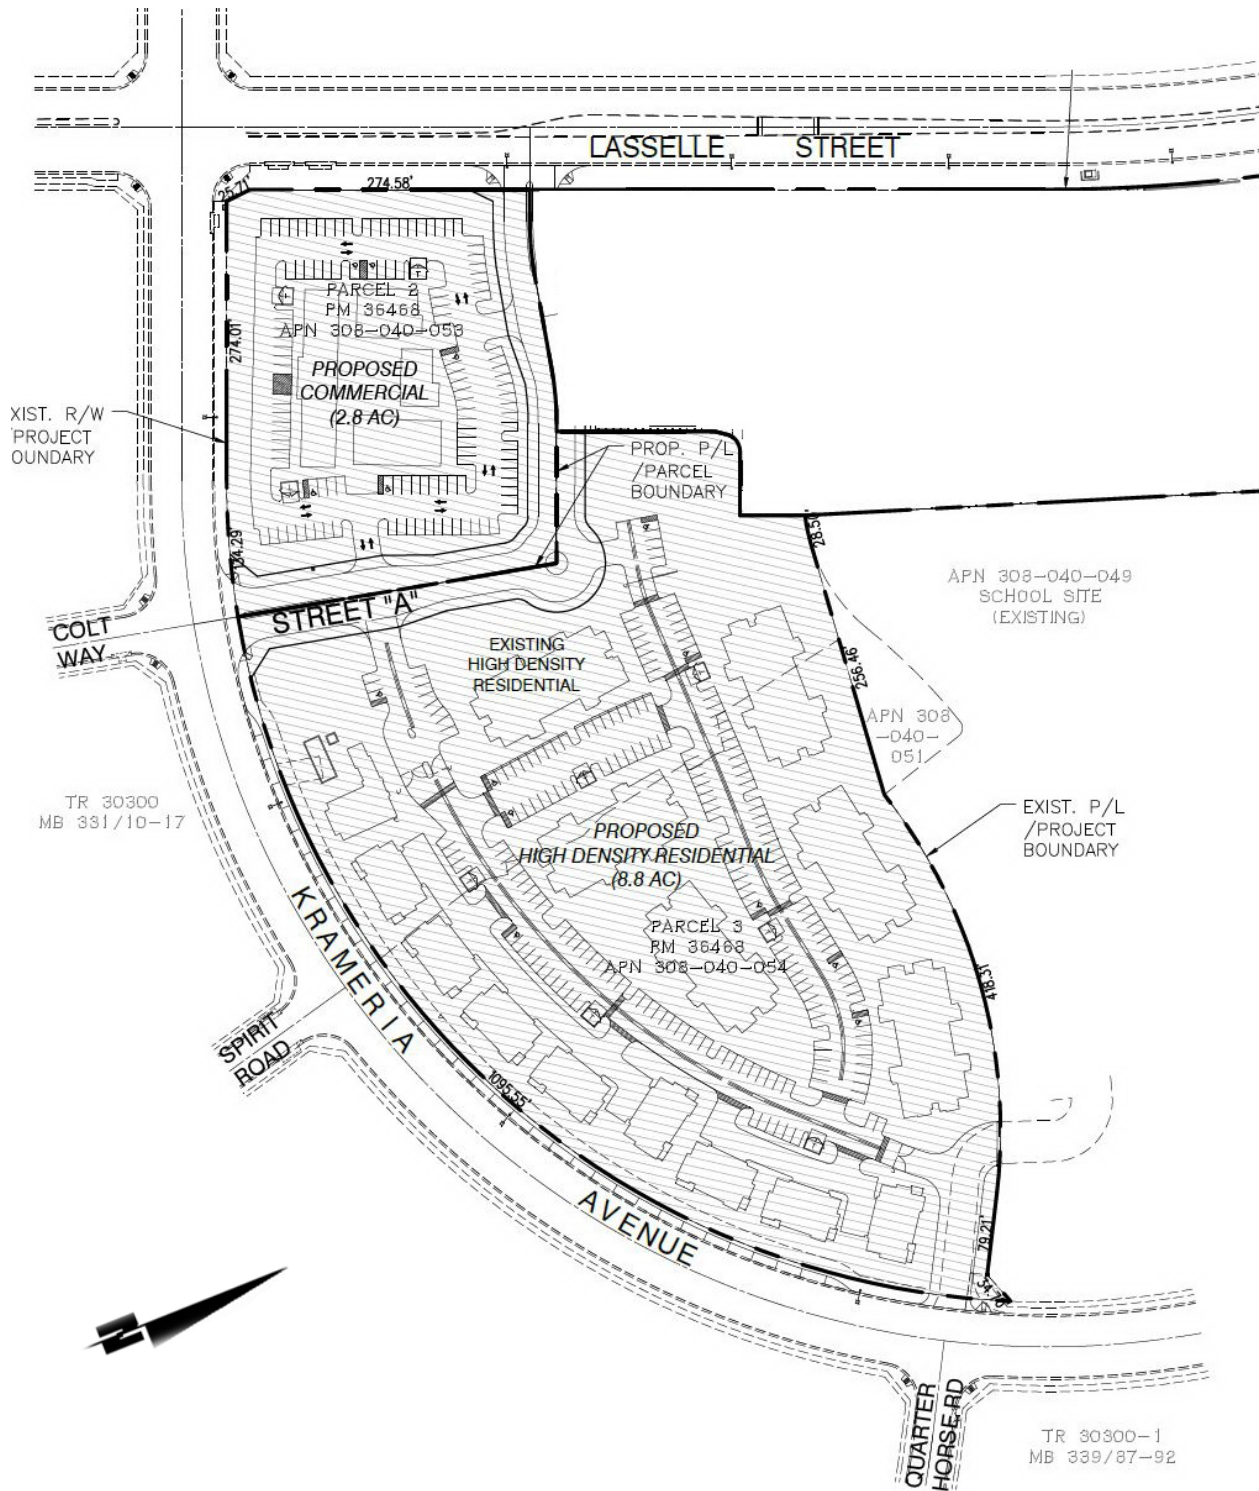 LASSELLE STREET
25.71'
274.58'
PARCEL 2
PM 36468
APN 308-040-053
274.01'
PROPOSED
COMMERCIAL
(2.8 AC)
XIST. R/W
PROJECT
OUNDARY
PROP. P/L
/PARCEL
BOUNDARY
134.29'
28.50'
STREET "A"
COLT
WAY
APN 308-040-049
SCHOOL SITE
(EXISTING)
EXISTING
HIGH DENSITY
RESIDENTIAL
256.46'
APN 308
-040-
051
TR 30300
MB 331/10-17
EXIST. P/L
/PROJECT
BOUNDARY
PROPOSED
HIGH DENSITY RESIDENTIAL
(8.8 AC)
PARCEL 3
PM 36468
APN 308-040-054
418.31'
KRAMERIA
SPIRIT
ROAD
1095.55'
AVENUE
79.21'
QUARTER
HORSE RD
TR 30300-1
MB 339/87-92